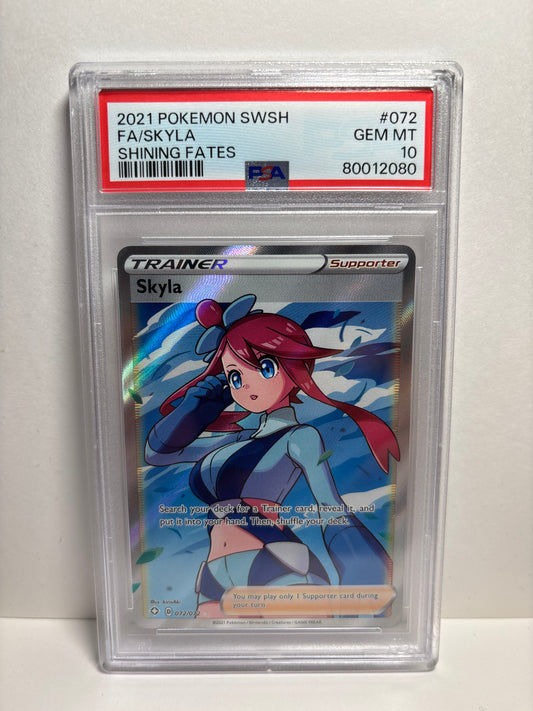 2021 POKEMON SWSH #072
FA/SKYLA GEM MT
SHINING FATES 10
PSA 80012080
TRAINER Supporter
Skyla
Search your deck for a Trainer card, reveal it, and
put it into your hand. Then, shuffle your deck.
You may play only 1 Supporter card during
your turn.
D 072/072
©2021 Pokémon / Nintendo / Creatures / GAME FREAK